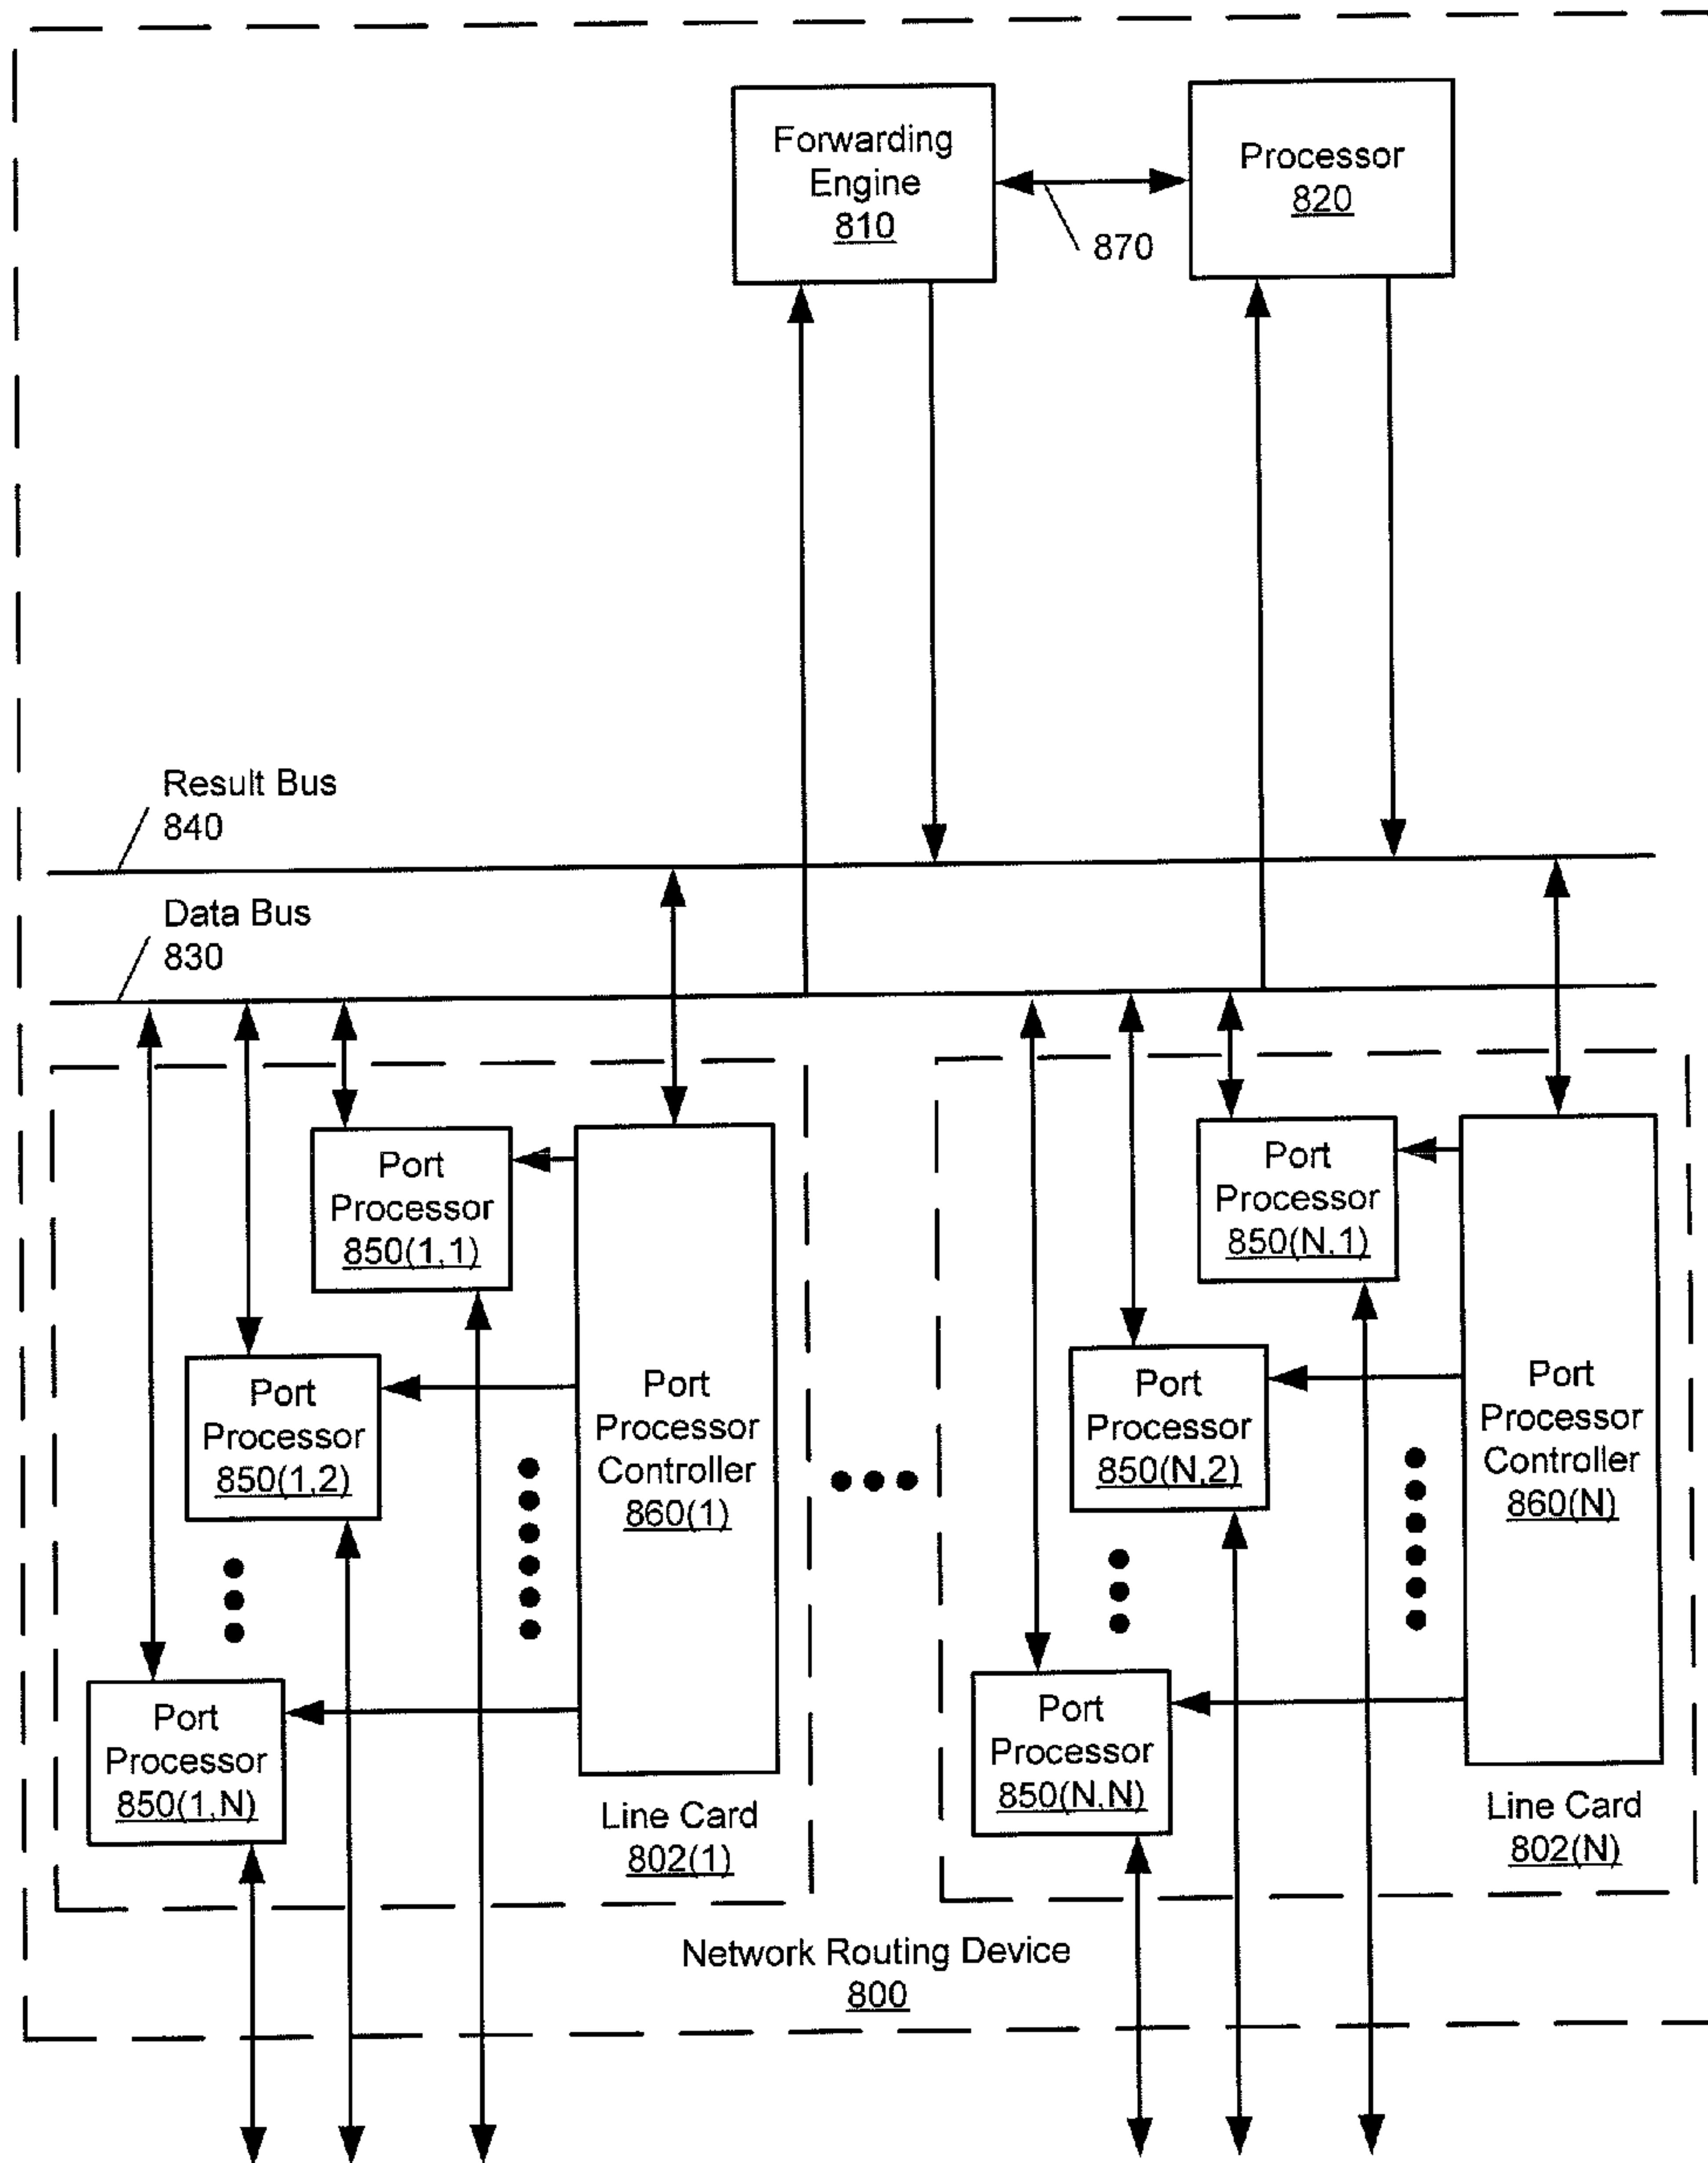 Forwarding
Engine
810
Processor
820
870
Result Bus
840
Data Bus
830
Port
Processor
850(1,1)
Port
Processor
850(1,2)
Port
Processor
850(1,N)
Port
Processor
Controller
860(1)
Line Card
802(1)
Port
Processor
850(N,1)
Port
Processor
850(N,2)
Port
Processor
850(N,N)
Port
Processor
Controller
860(N)
Line Card
802(N)
Network Routing Device
800